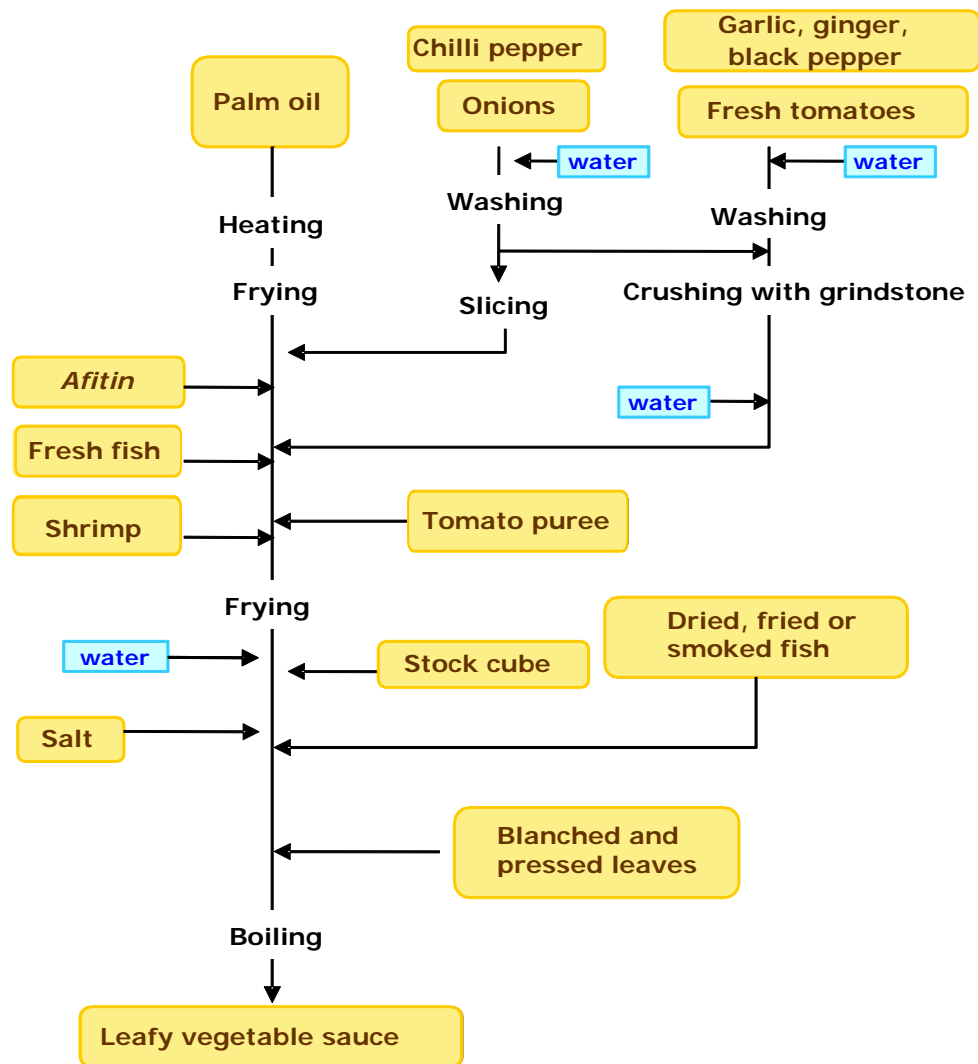 Chilli pepper
Garlic, ginger,
black pepper
Palm oil
Onions
Fresh tomatoes
water
water
Washing
Washing
Heating
Frying
Slicing
Crushing with grindstone
Afitin
water
Fresh fish
Shrimp
Tomato puree
Frying
Dried, fried or
smoked fish
water
Stock cube
Salt
Blanched and
pressed leaves
Boiling
Leafy vegetable sauce